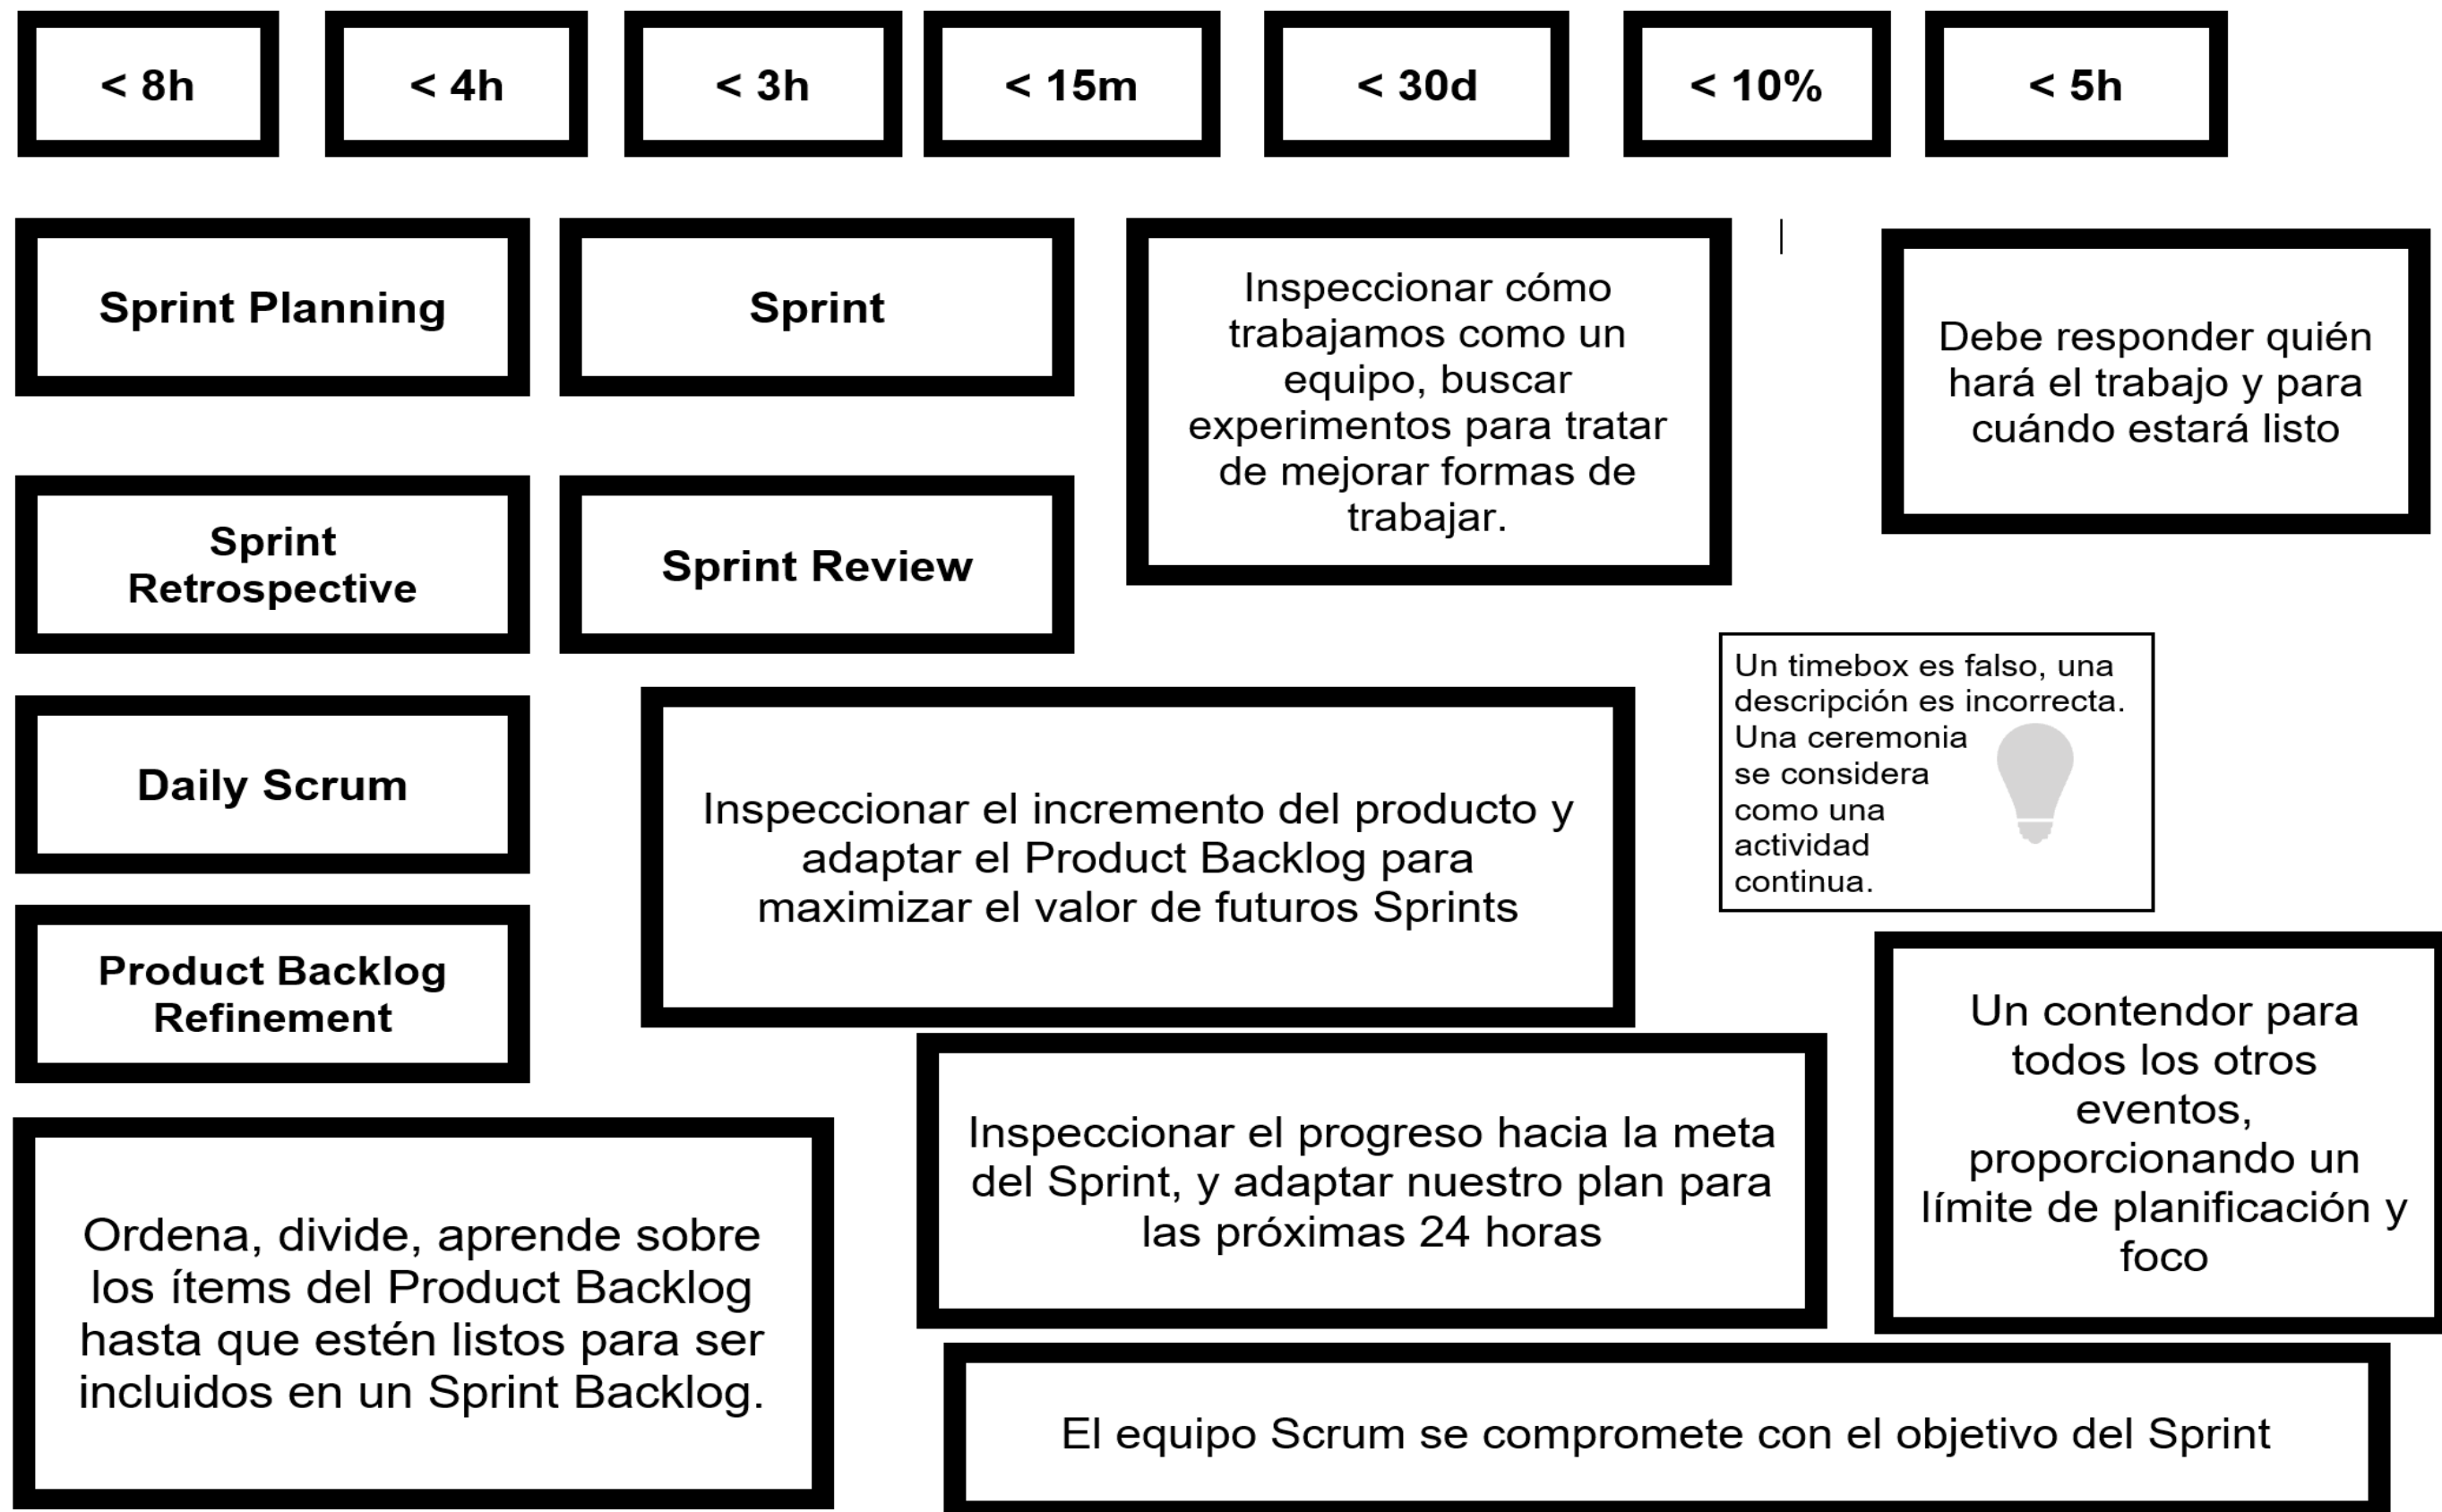 < 8h
< 4h
< 3h
< 15m
< 30d
< 10%
< 5h
Sprint Planning
Sprint
Inspeccionar cómo
trabajamos como un
equipo, buscar
experimentos para tratar
de mejorar formas de
trabajar.
Debe responder quién
hará el trabajo y para
cuándo estará listo
Sprint
Retrospective
Sprint Review
Un timebox es falso, una
descripción es incorrecta.
Una ceremonia
se considera
como una
actividad
continua.
Daily Scrum
Inspeccionar el incremento del producto y
adaptar el Product Backlog para
maximizar el valor de futuros Sprints
Product Backlog
Refinement
Un contendor para
todos los otros
eventos,
proporcionando un
límite de planificación y
foco
Inspeccionar el progreso hacia la meta
del Sprint, y adaptar nuestro plan para
las próximas 24 horas
Ordena, divide, aprende sobre
los ítems del Product Backlog
hasta que estén listos para ser
incluidos en un Sprint Backlog.
El equipo Scrum se compromete con el objetivo del Sprint